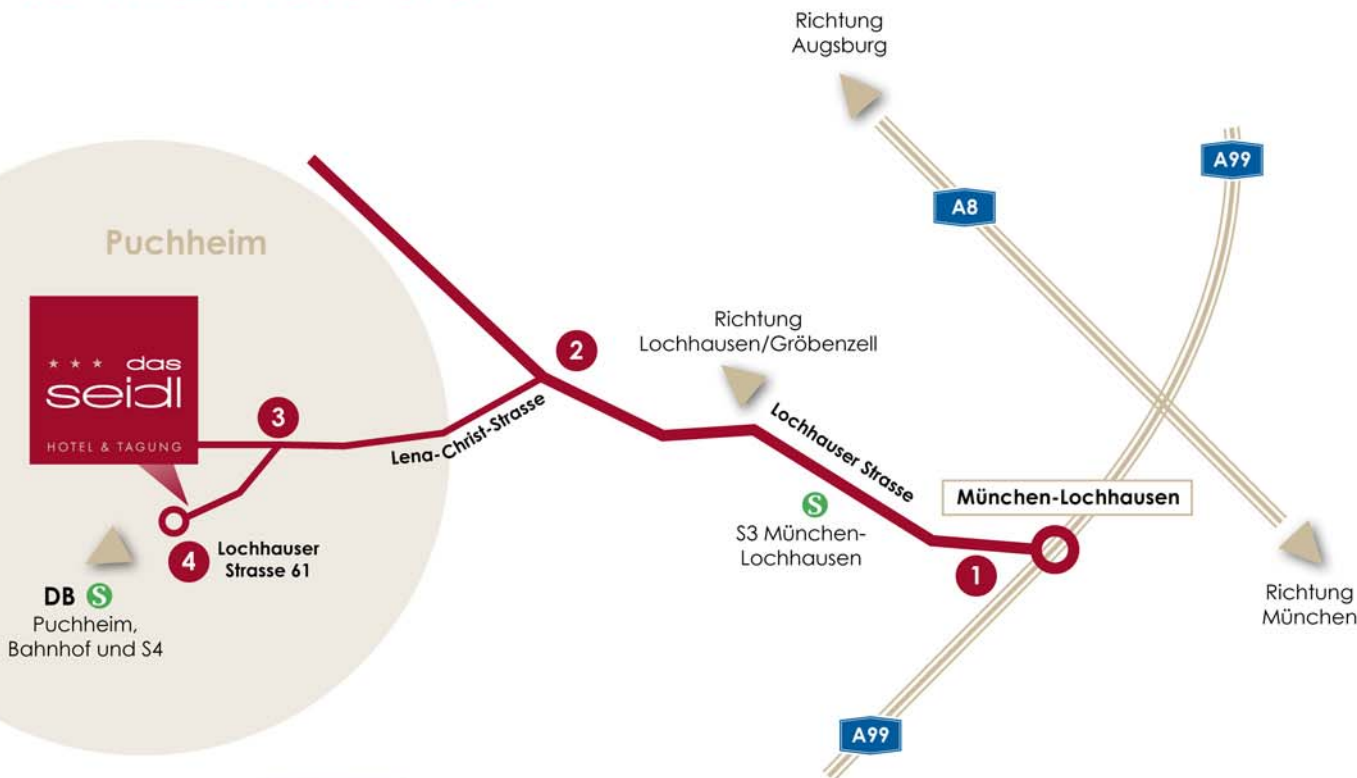 Richtung
Augsburg
A99
A8
Puchheim
Richtung
Lochhausen/Gröbenzell
★ ★ ★ das
seidl
HOTEL & TAGUNG
2
3
Lena-Christ-Strasse
Lochhauser Strasse
München-Lochhausen
S
S3 München-
Lochhausen
1
4
Lochhauser
Strasse 61
DB S
Puchheim,
Bahnhof und S4
Richtung
München
A99